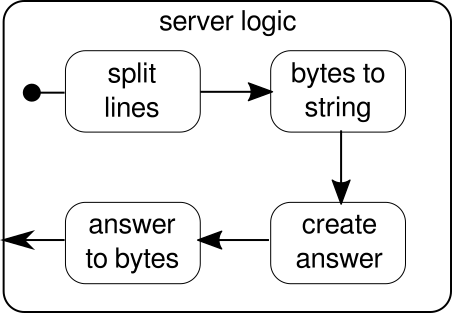 server logic
split
lines
bytes to
string
create
answer
answer
to bytes